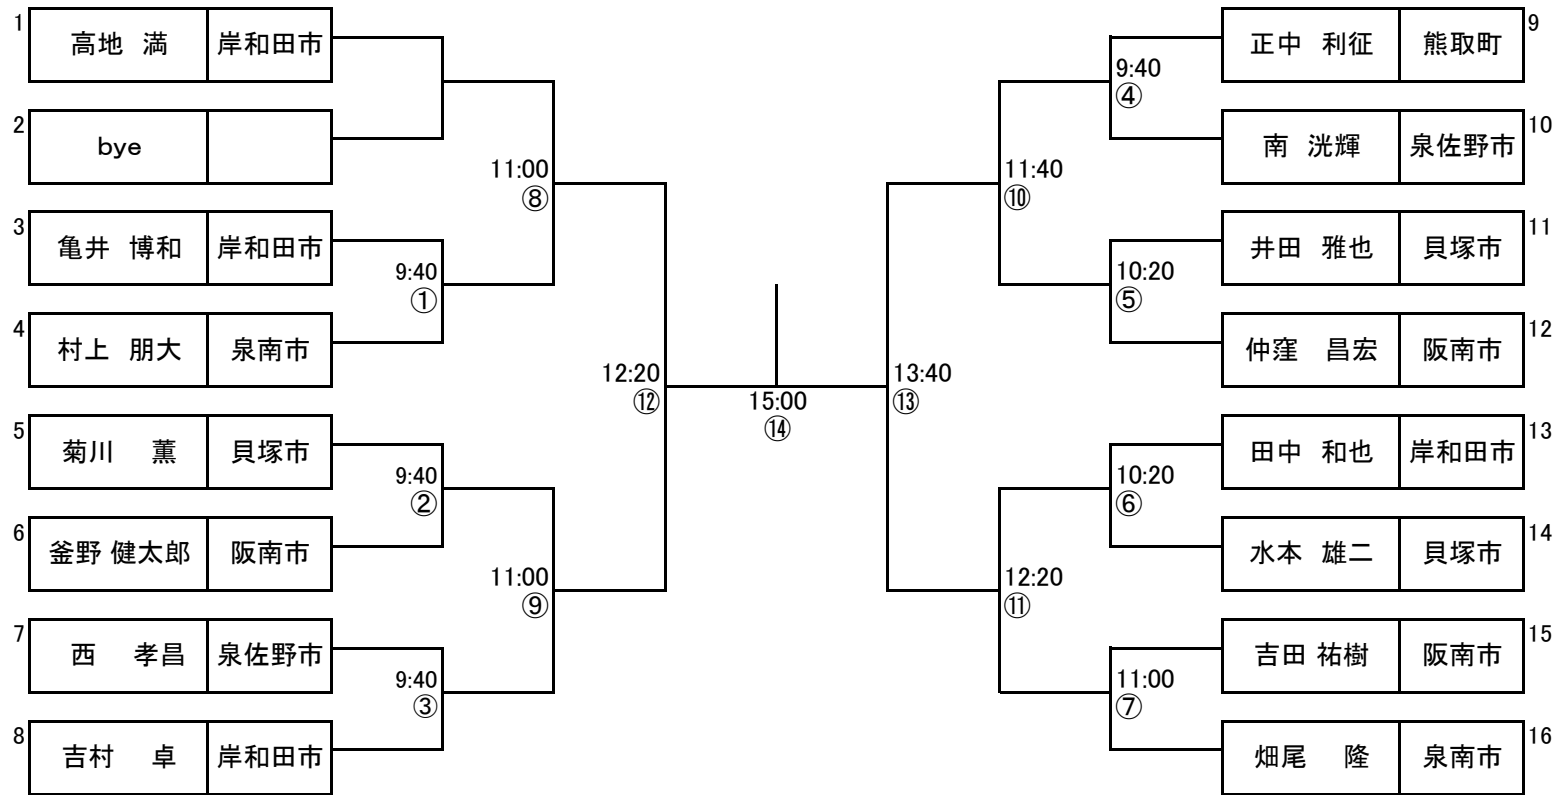 1 高地 満 岸和田市
2 bye
11:00
⑧
3 亀井 博和 岸和田市
9:40
①
4 村上 朋大 泉南市
12:20
⑫
5 菊川 薫 貝塚市
9:40
②
6 釜野 健太郎 阪南市
11:00
⑨
7 西 孝昌 泉佐野市
9:40
③
8 吉村 卓 岸和田市
15:00
⑭
正中 利征 熊取町 9
9:40
④
南 洸輝 泉佐野市 10
11:40
⑩
井田 雅也 貝塚市 11
10:20
⑤
仲窪 昌宏 阪南市 12
13:40
⑬
田中 和也 岸和田市 13
10:20
⑥
水本 雄二 貝塚市 14
12:20
⑪
吉田 祐樹 阪南市 15
11:00
⑦
畑尾 隆 泉南市 16